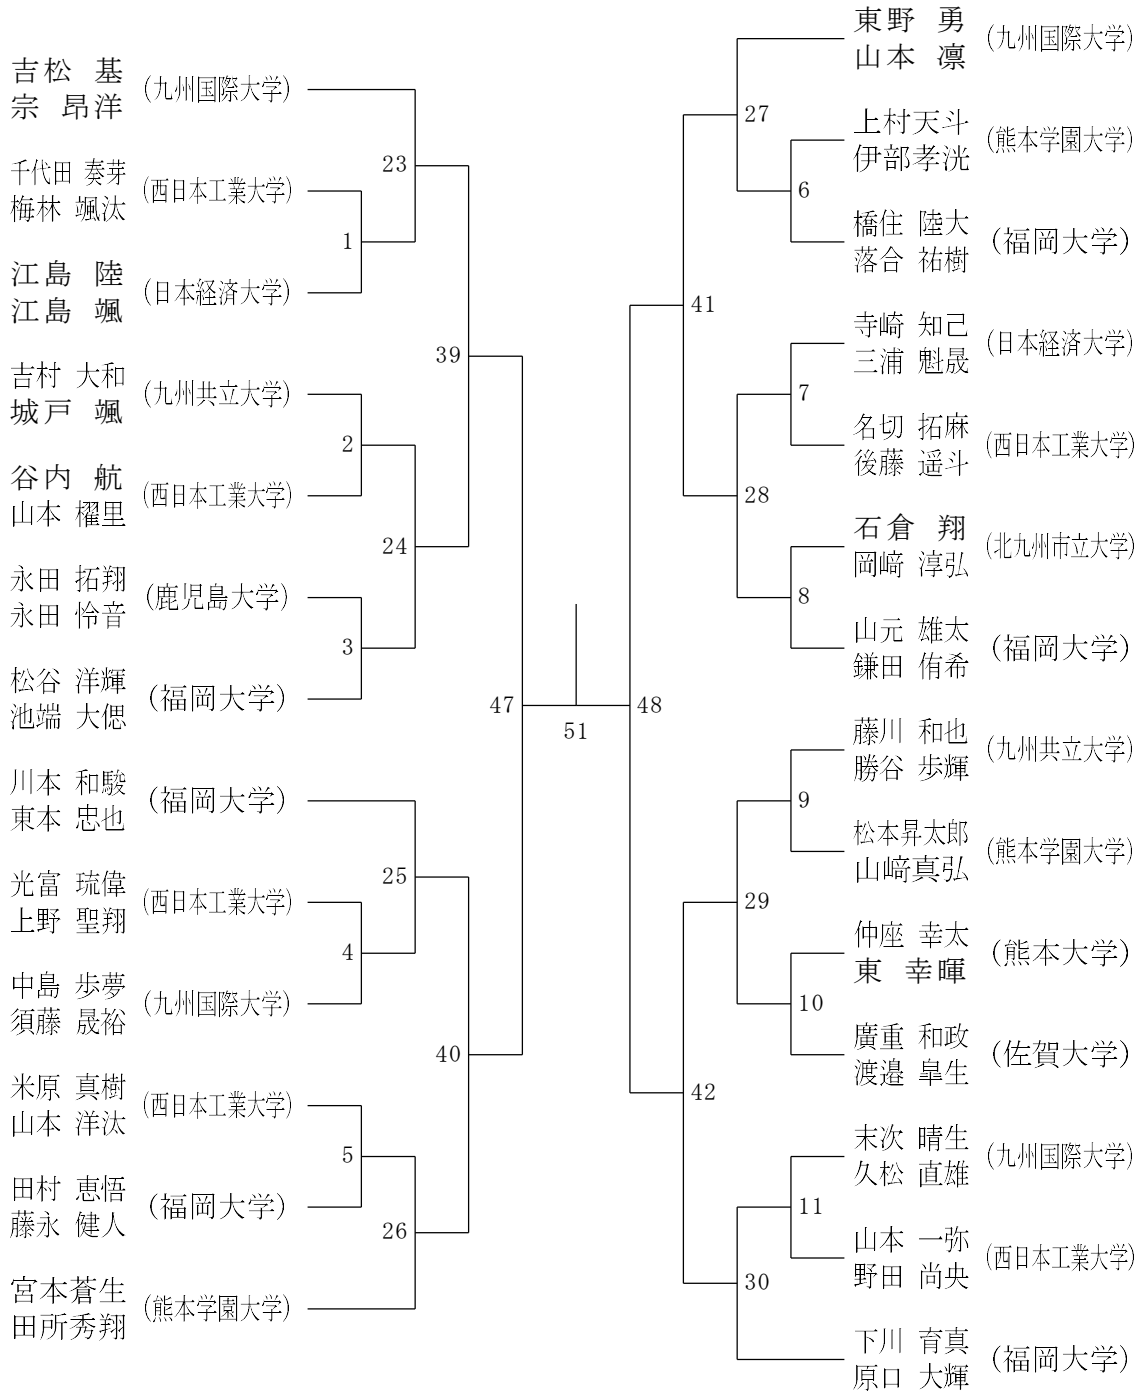 吉松 基
宗 昂洋
(九州国際大学)
千代田 奏芽
梅林 颯汰
(西日本工業大学)
江島 陸
江島 颯
(日本経済大学)
吉村 大和
城戸 颯
(九州共立大学)
谷内 航
山本 櫂里
(西日本工業大学)
永田 拓翔
永田 怜音
(鹿児島大学)
松谷 洋輝
池端 大偲
(福岡大学)
川本 和駿
東本 忠也
(福岡大学)
光富 琉偉
上野 聖翔
(西日本工業大学)
中島 歩夢
須藤 晟裕
(九州国際大学)
米原 真樹
山本 洋汰
(西日本工業大学)
田村 恵悟
藤永 健人
(福岡大学)
宮本蒼生
田所秀翔
(熊本学園大学)
1
2
3
4
5
23
24
25
26
39
40
47
51
48
41
42
27
28
29
30
6
7
8
9
10
11
東野 勇
山本 凛
(九州国際大学)
上村天斗
伊部孝洸
(熊本学園大学)
橋住 陸大
落合 祐樹
(福岡大学)
寺崎 知己
三浦 魁晟
(日本経済大学)
名切 拓麻
後藤 遥斗
(西日本工業大学)
石倉 翔
岡﨑 淳弘
(北九州市立大学)
山元 雄太
鎌田 侑希
(福岡大学)
藤川 和也
勝谷 歩輝
(九州共立大学)
松本昇太郎
山﨑真弘
(熊本学園大学)
仲座 幸太
東 幸暉
(熊本大学)
廣重 和政
渡邉 皐生
(佐賀大学)
末次 晴生
久松 直雄
(九州国際大学)
山本 一弥
野田 尚央
(西日本工業大学)
下川 育真
原口 大輝
(福岡大学)